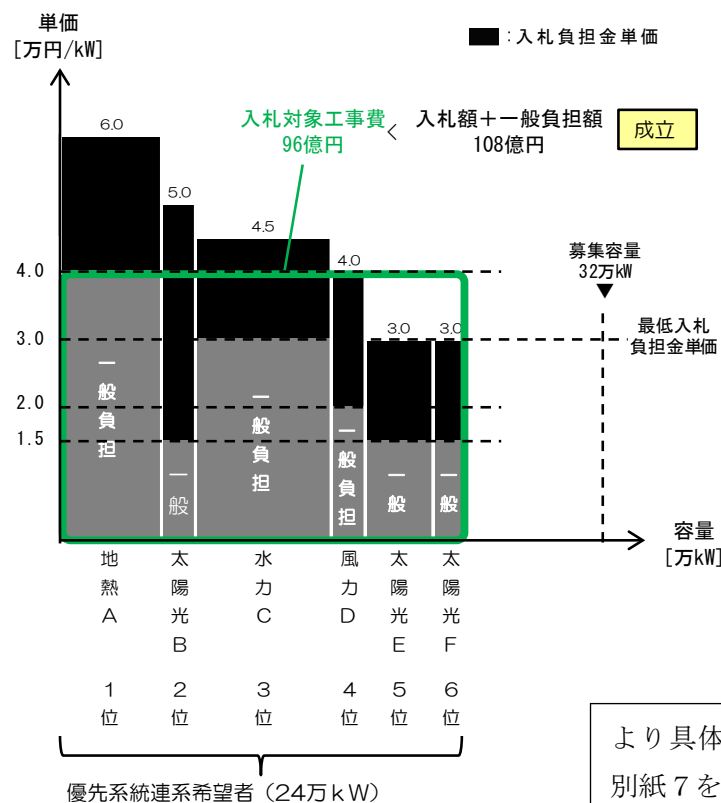 単価
[万円/kW]
：入札負担金単価
入札対象工事費
96億円
＜
入札額＋一般負担額
108億円
成立
6.0
5.0
4.5
4.0
3.0
3.0
募集容量
32万kW
最低入札
負担金単価
4.0
3.0
2.0
1.5
一般負担
一般
一般負担
一般負担
一般
一般
容量
[万kW]
地熱A
太陽光B
水力C
風力D
太陽光E
太陽光F
1位
2位
3位
4位
5位
6位
優先系統連系希望者（24万ｋW）
より具体
別紙７を